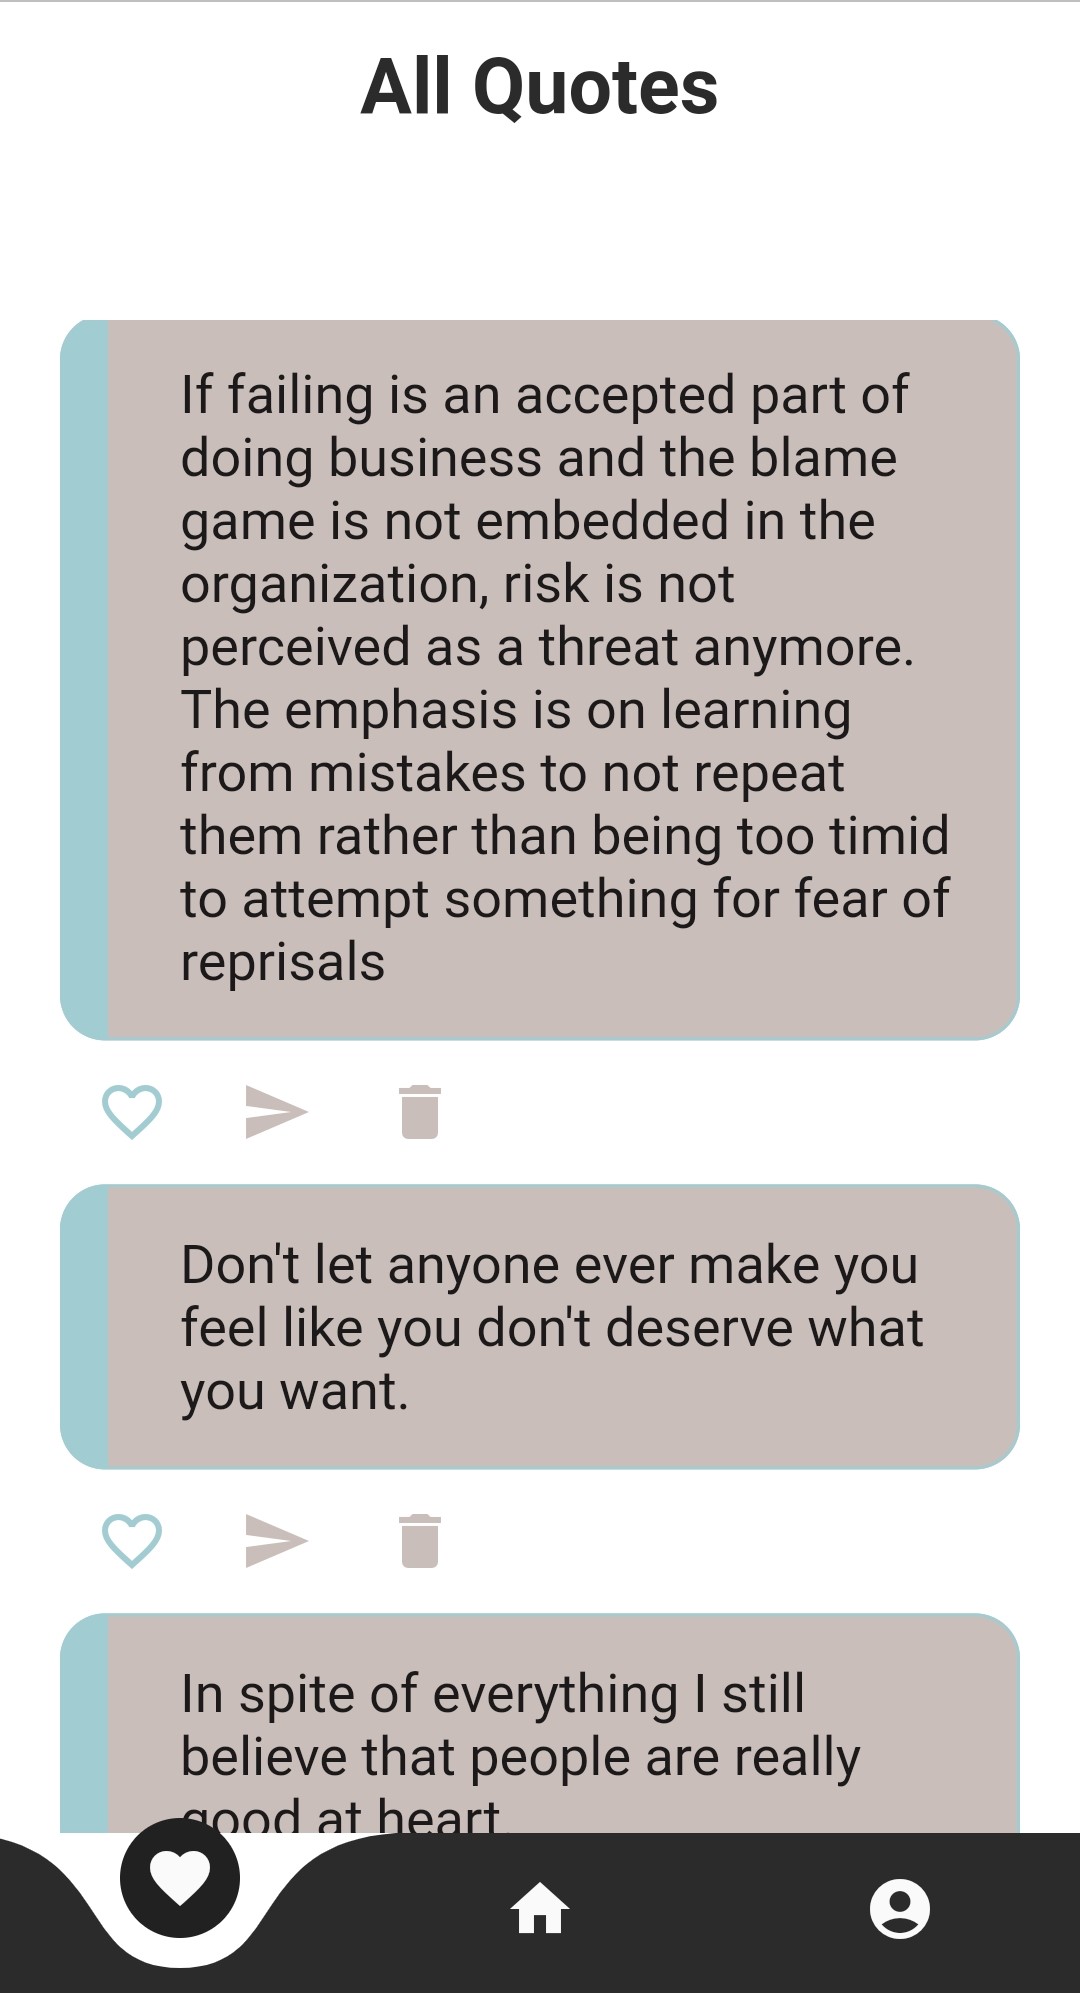 All Quotes
If failing is an accepted part of
doing business and the blame
game is not embedded in the
organization, risk is not
perceived as a threat anymore.
The emphasis is on learning
from mistakes to not repeat
them rather than being too timid
to attempt something for fear of
reprisals
Don't let anyone ever make you
feel like you don't deserve what
you want.
In spite of everything I still
believe that people are really
good at heart.